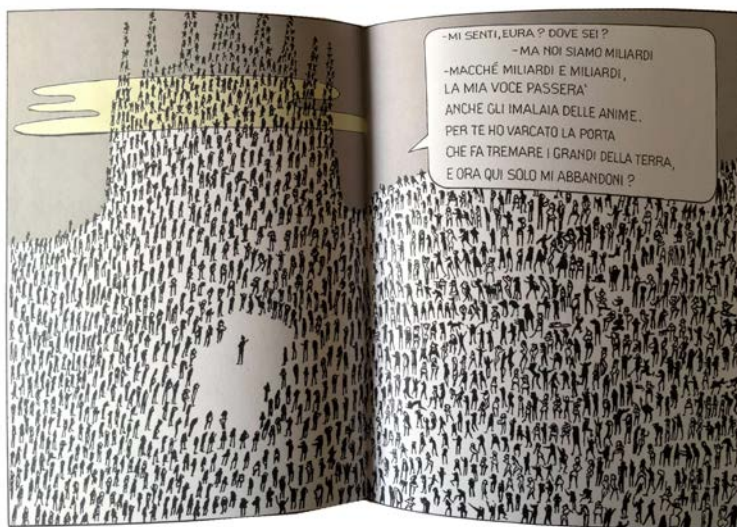 -MI SENTI, EURA? DOVE SEI?
-MA NOI SIAMO MILIARDI
-MACCHÉ MILIARDI E MILIARDI,
LA MIA VOCE PASSERA'
ANCHE GLI IMALAIA DELLE ANIME.
PER TE HO VARCATO LA PORTA
CHE FA TREMARE I GRANDI DELLA TERRA,
E ORA QUI SOLO MI ABBANDONI?